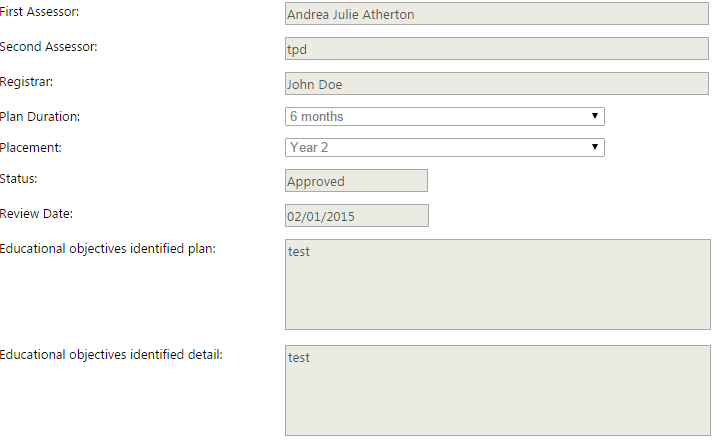 First Assessor: Andrea Julie Atherton
Second Assessor: tpd
Registrar: John Doe
Plan Duration: 6 months
Placement: Year 2
Status: Approved
Review Date: 02/01/2015
Educational objectives identified plan: test
Educational objectives identified detail: test